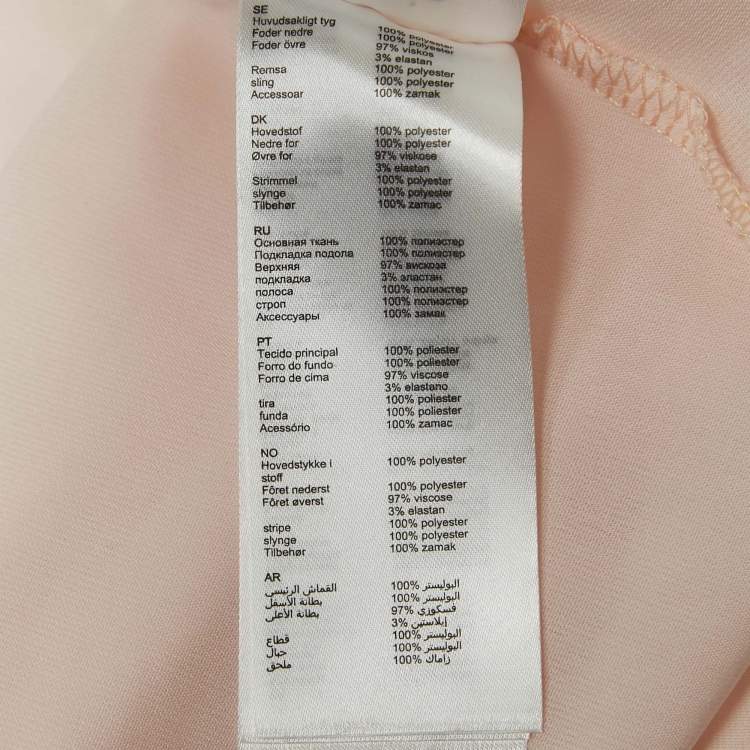 SE
Huvudsakligt tyg 100% polyester
Foder nedre 100% polyester
Foder övre 97% viskos
3% elastan
Remsa 100% polyester
sling 100% polyester
Accessoar 100% zamak
DK
Hovedstof 100% polyester
Nedre for 100% polyester
Øvre for 97% viskose
3% elastan
Strimmel 100% polyester
slynge 100% polyester
Tilbehør 100% zamac
RU
Основная ткань 100% полиэстер
Подкладка подола 100% полиэстер
Верхняя 97% вискоза
подкладка 3% эластан
полоса 100% полиэстер
строп 100% полиэстер
Аксессуары 100% замак
PT
Tecido principal 100% poliester
Forro do fundo 100% poliester
Forro de cima 97% viscose
3% elastano
tira 100% poliester
funda 100% poliester
Acessório 100% zamac
NO
Hovedstykke i 100% polyester
stoff
Fôret nederst 100% polyester
Fôret øverst 97% viscose
3% elastan
stripe 100% polyester
slynge 100% polyester
Tilbehør 100% zamak
AR
القماش الرئيسي 100% البوليستر
بطانة الأسفل 100% البوليستر
بطانة الأعلى 97% فسكوزي
3% إيلاستين
قطاع 100% البوليستر
حبال 100% البوليستر
ملحق 100% زاماك